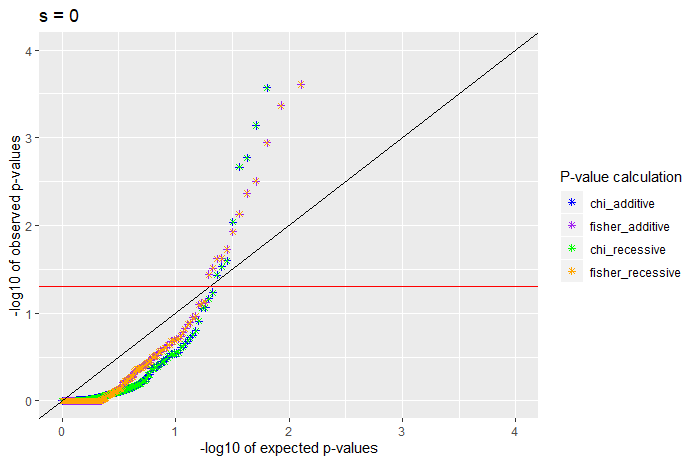 s = 0
4
3
2
1
0
-log10 of observed p-values
0
1
2
3
4
-log10 of expected p-values
P-value calculation
chi_additive
fisher_additive
chi_recessive
fisher_recessive